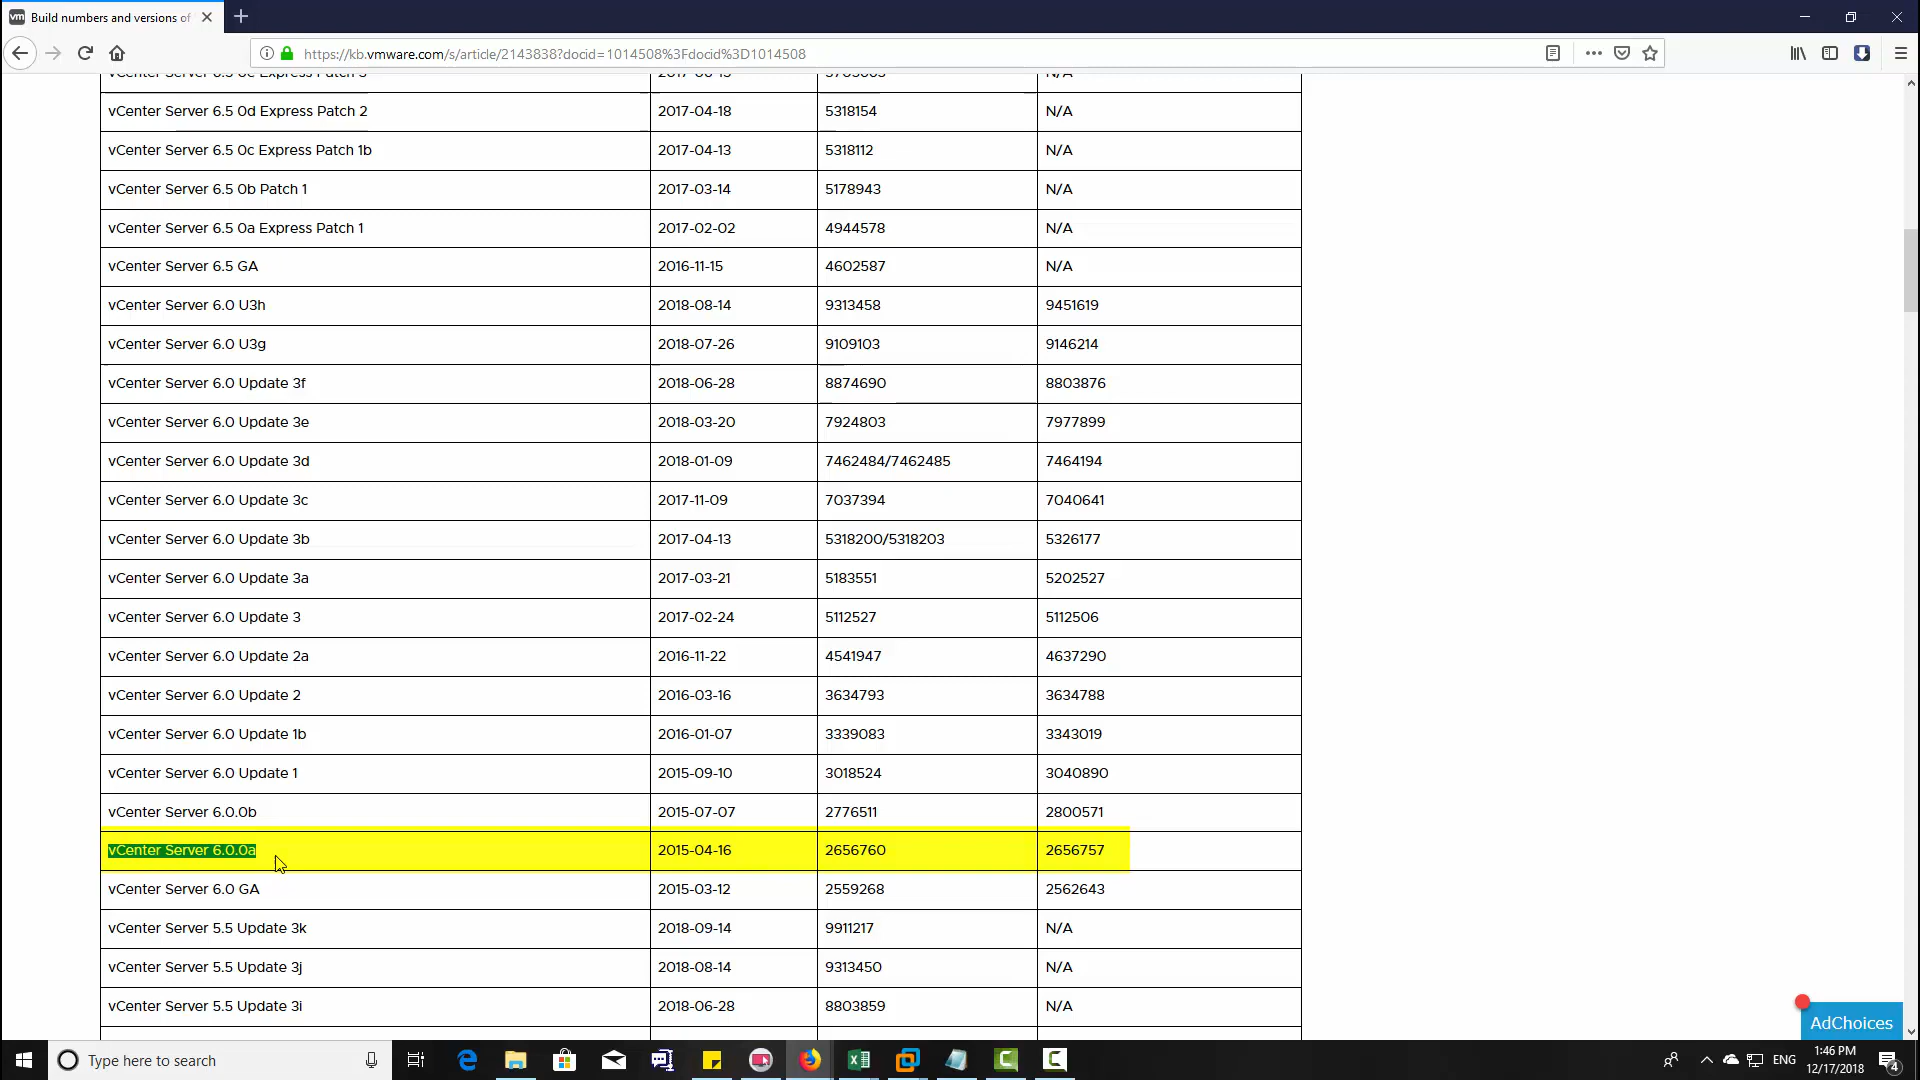 Build numbers and versions of
https://kb.vmware.com/s/article/2143838?docid=1014508%3Fdocid%3D1014508
vCenter Server 6.5 0d Express Patch 2 2017-04-18 5318154 N/A
vCenter Server 6.5 0c Express Patch 1b 2017-04-13 5318112 N/A
vCenter Server 6.5 0b Patch 1 2017-03-14 5178943 N/A
vCenter Server 6.5 0a Express Patch 1 2017-02-02 4944578 N/A
vCenter Server 6.5 GA 2016-11-15 4602587 N/A
vCenter Server 6.0 U3h 2018-08-14 9313458 9451619
vCenter Server 6.0 U3g 2018-07-26 9109103 9146214
vCenter Server 6.0 Update 3f 2018-06-28 8874690 8803876
vCenter Server 6.0 Update 3e 2018-03-20 7924803 7977899
vCenter Server 6.0 Update 3d 2018-01-09 7462484/7462485 7464194
vCenter Server 6.0 Update 3c 2017-11-09 7037394 7040641
vCenter Server 6.0 Update 3b 2017-04-13 5318200/5318203 5326177
vCenter Server 6.0 Update 3a 2017-03-21 5183551 5202527
vCenter Server 6.0 Update 3 2017-02-24 5112527 5112506
vCenter Server 6.0 Update 2a 2016-11-22 4541947 4637290
vCenter Server 6.0 Update 2 2016-03-16 3634793 3634788
vCenter Server 6.0 Update 1b 2016-01-07 3339083 3343019
vCenter Server 6.0 Update 1 2015-09-10 3018524 3040890
vCenter Server 6.0.0b 2015-07-07 2776511 2800571
vCenter Server 6.0.0a 2015-04-16 2656760 2656757
vCenter Server 6.0 GA 2015-03-12 2559268 2562643
vCenter Server 5.5 Update 3k 2018-09-14 9911217 N/A
vCenter Server 5.5 Update 3j 2018-08-14 9313450 N/A
vCenter Server 5.5 Update 3i 2018-06-28 8803859 N/A
AdChoices
Type here to search
ENG
1:46 PM
12/17/2018
4